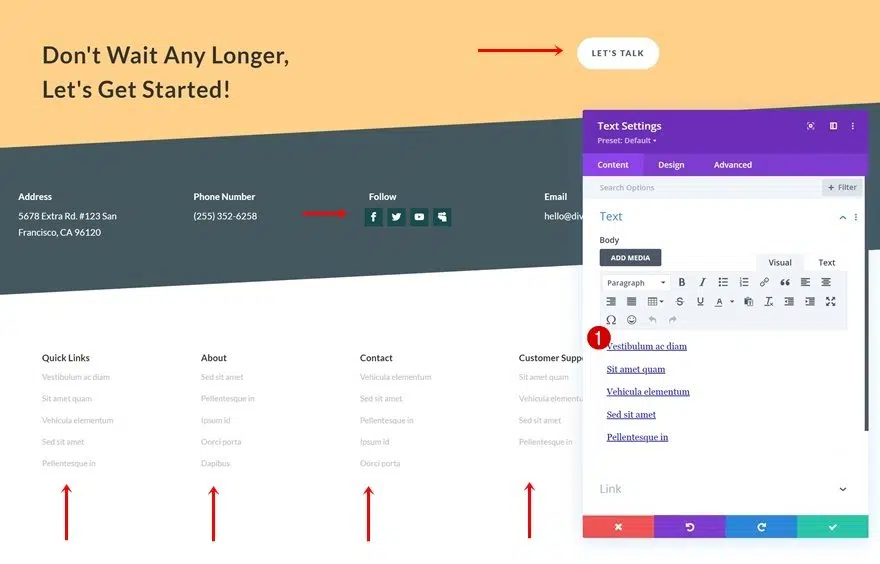 Don't Wait Any Longer,
Let's Get Started!
LET'S TALK
Address
5678 Extra Rd. #123 San
Francisco, CA 96120
Phone Number
(255) 352-6258
Follow
Email
hello@div
Quick Links
Vestibulum ac diam
Sit amet quam
Vehicula elementum
Sed sit amet
Pellentesque in
About
Sed sit amet
Pellentesque in
Ipsum id
Oorci porta
Dapibus
Contact
Vehicula elementum
Sed sit amet
Pellentesque in
Ipsum id
Oorci porta
Customer Suppo
Sit amet quam
Vehicula elementu
Sed sit amet
Pellentesque in
Text Settings
Preset: Default
Content Design Advanced
Search Options
+ Filter
Text
Body
ADD MEDIA
Visual Text
Paragraph B I
S U A
Ω
1
Vestibulum ac diam
Sit amet quam
Vehicula elementum
Sed sit amet
Pellentesque in
Link